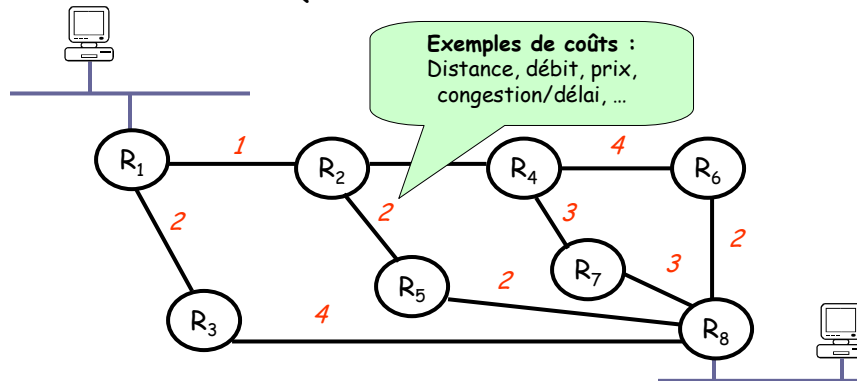 Exemples de coûts :
Distance, débit, prix,
congestion/délai, …
1
4
R₁
R₂
R₄
R₆
2
2
3
2
R₅
2
R₇
3
R₃
4
R₈